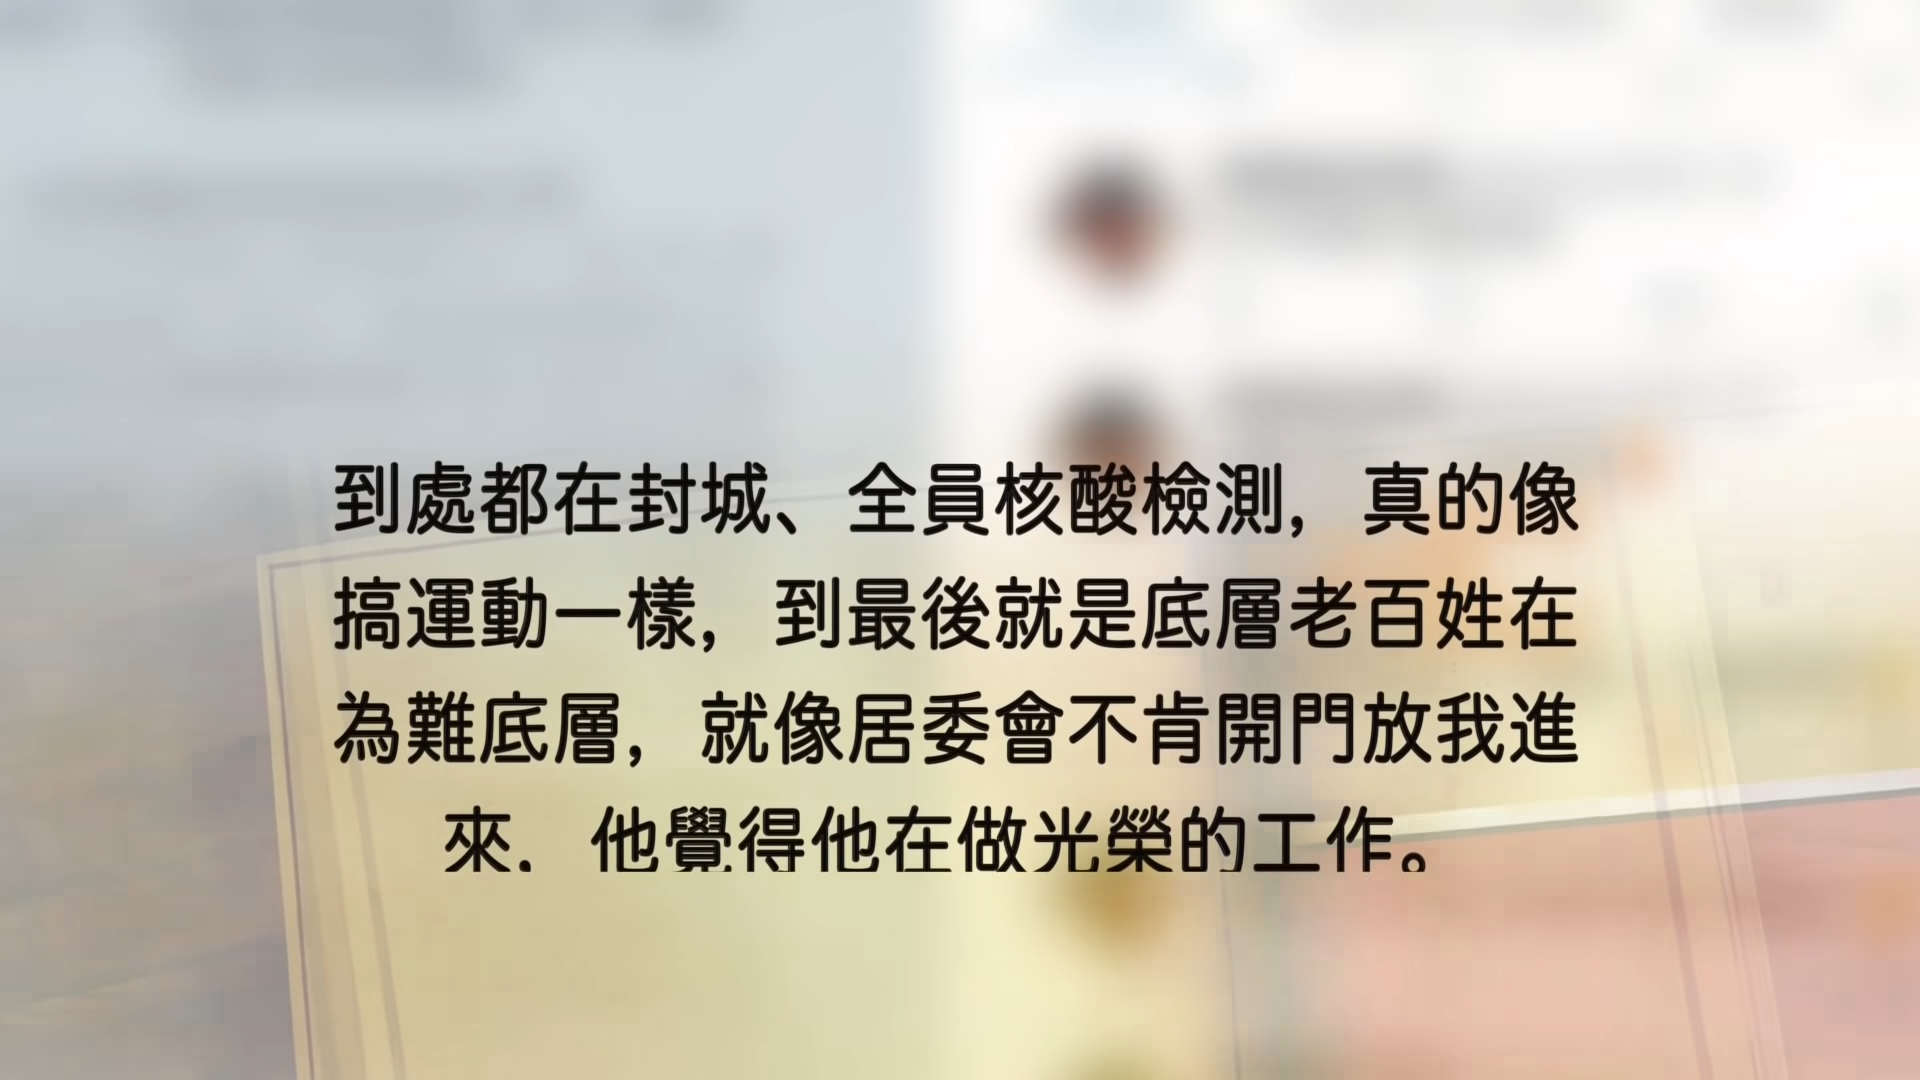 到處都在封城、全員核酸檢測，真的像
搞運動一樣，到最後就是底層老百姓在
為難底層，就像居委會不肯開門放我進
來，他覺得他在做光榮的工作。